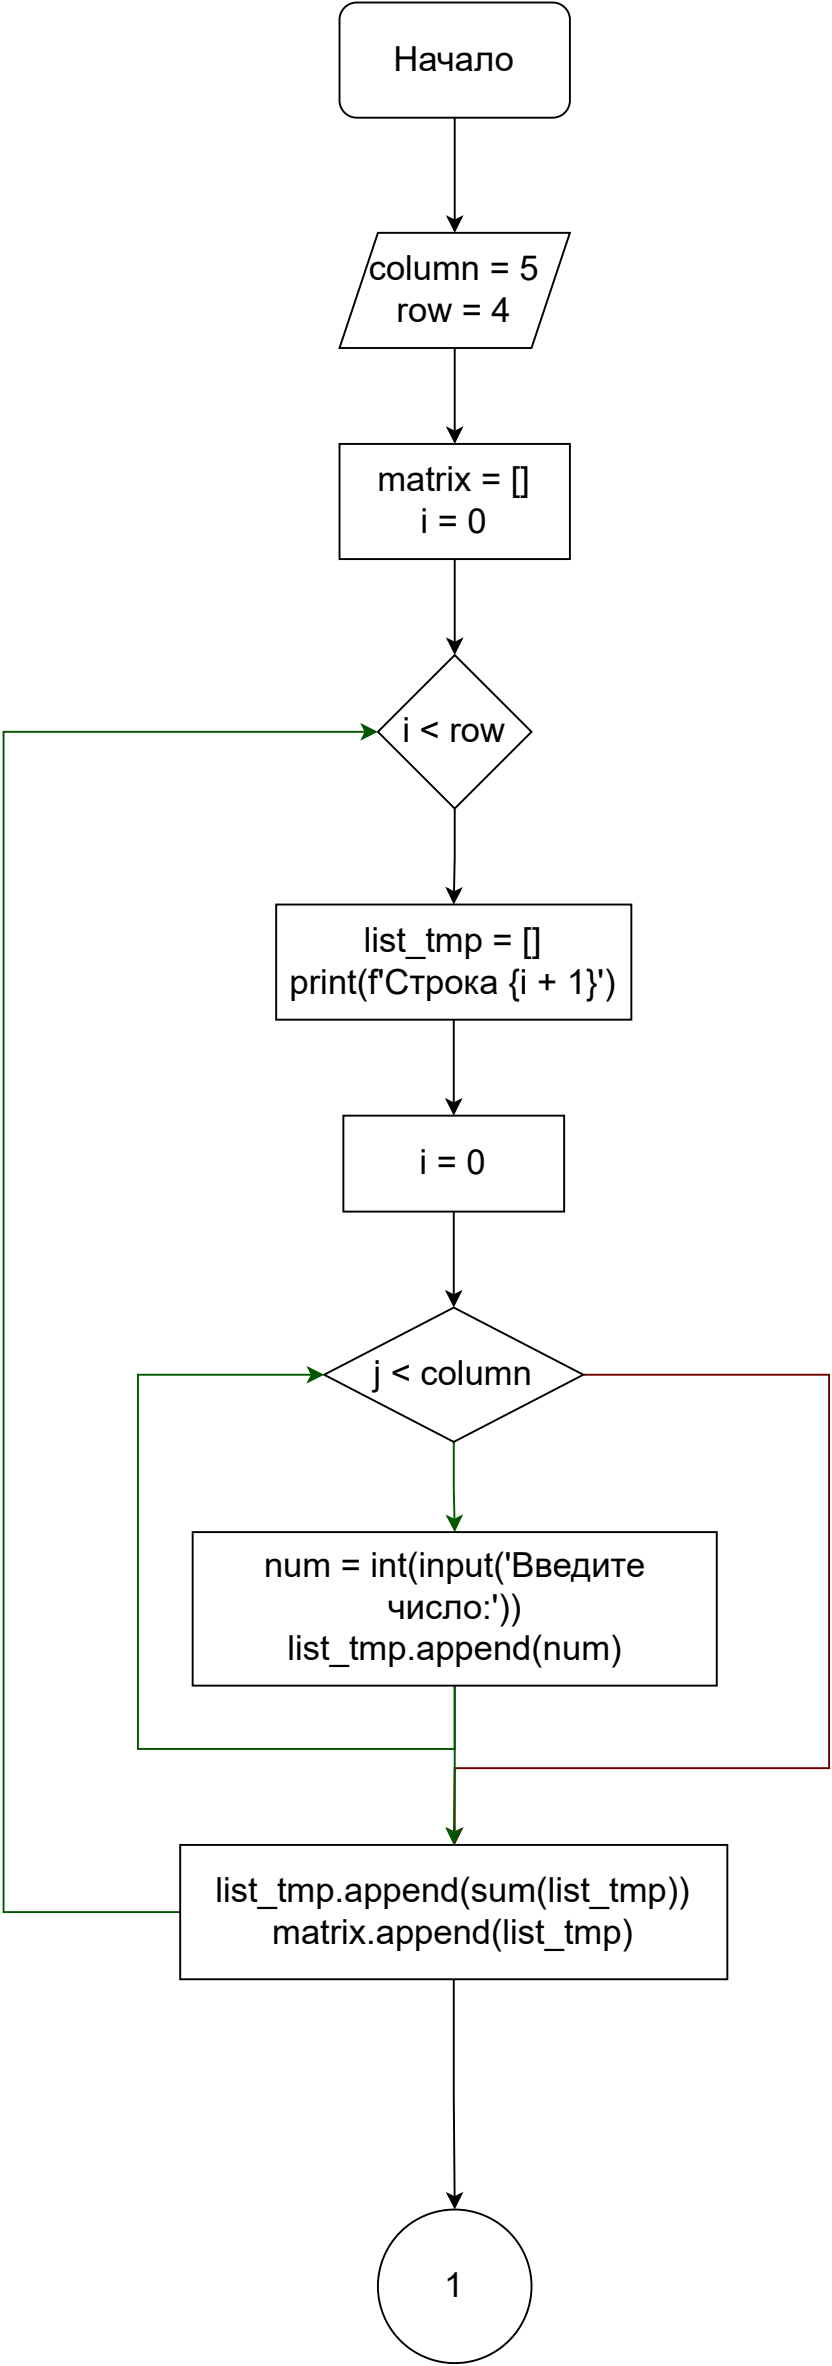 Начало
column = 5
row = 4
matrix = []
i = 0
i < row
list_tmp = []
print(f'Строка {i + 1}')
i = 0
j < column
num = int(input('Введите
число:'))
list_tmp.append(num)
list_tmp.append(sum(list_tmp))
matrix.append(list_tmp)
1